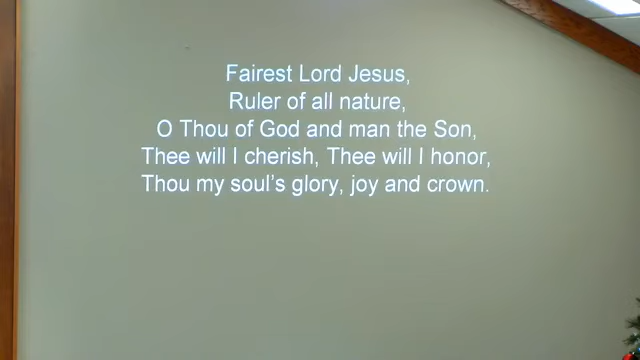 Fairest Lord Jesus,
Ruler of all nature,
O Thou of God and man the Son,
Thee will I cherish, Thee will I honor,
Thou my soul's glory, joy and crown.